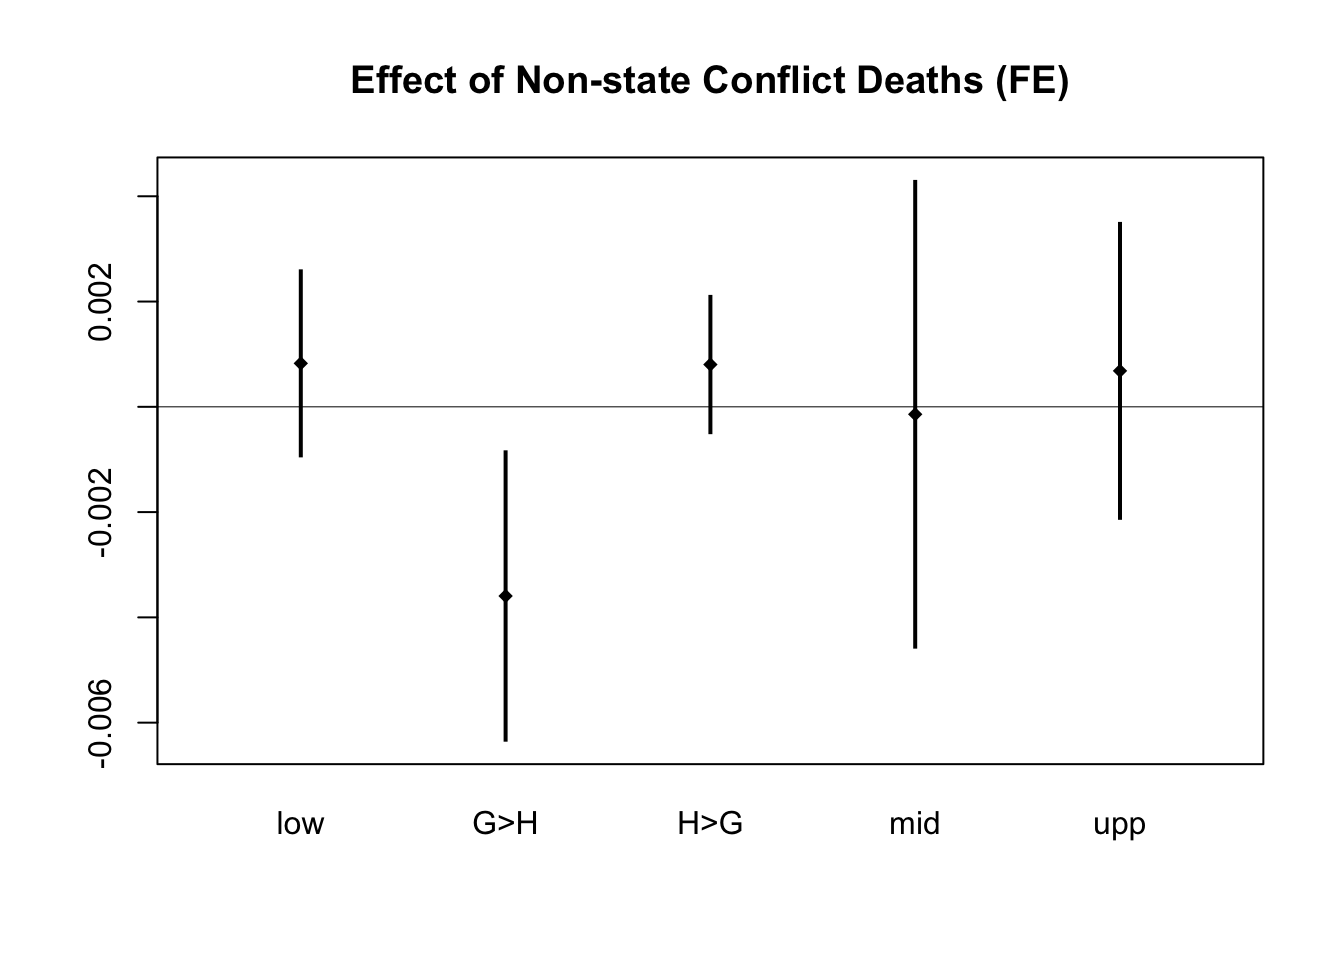 Effect of Non-state Conflict Deaths (FE)
0.002
-0.002
-0.006
low G>H H>G mid upp